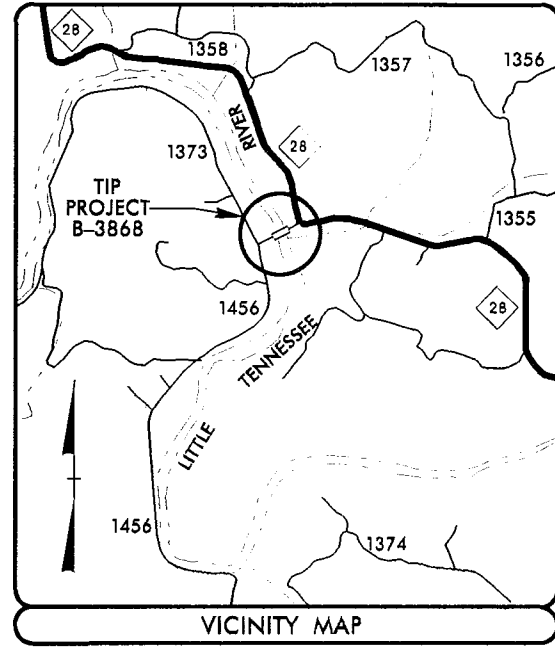 28
1358
1357
1356
1373
RIVER
28
TIP
PROJECT
B-3868
1355
1456
28
TENNESSEE
LITTLE
1456
1374
VICINITY MAP